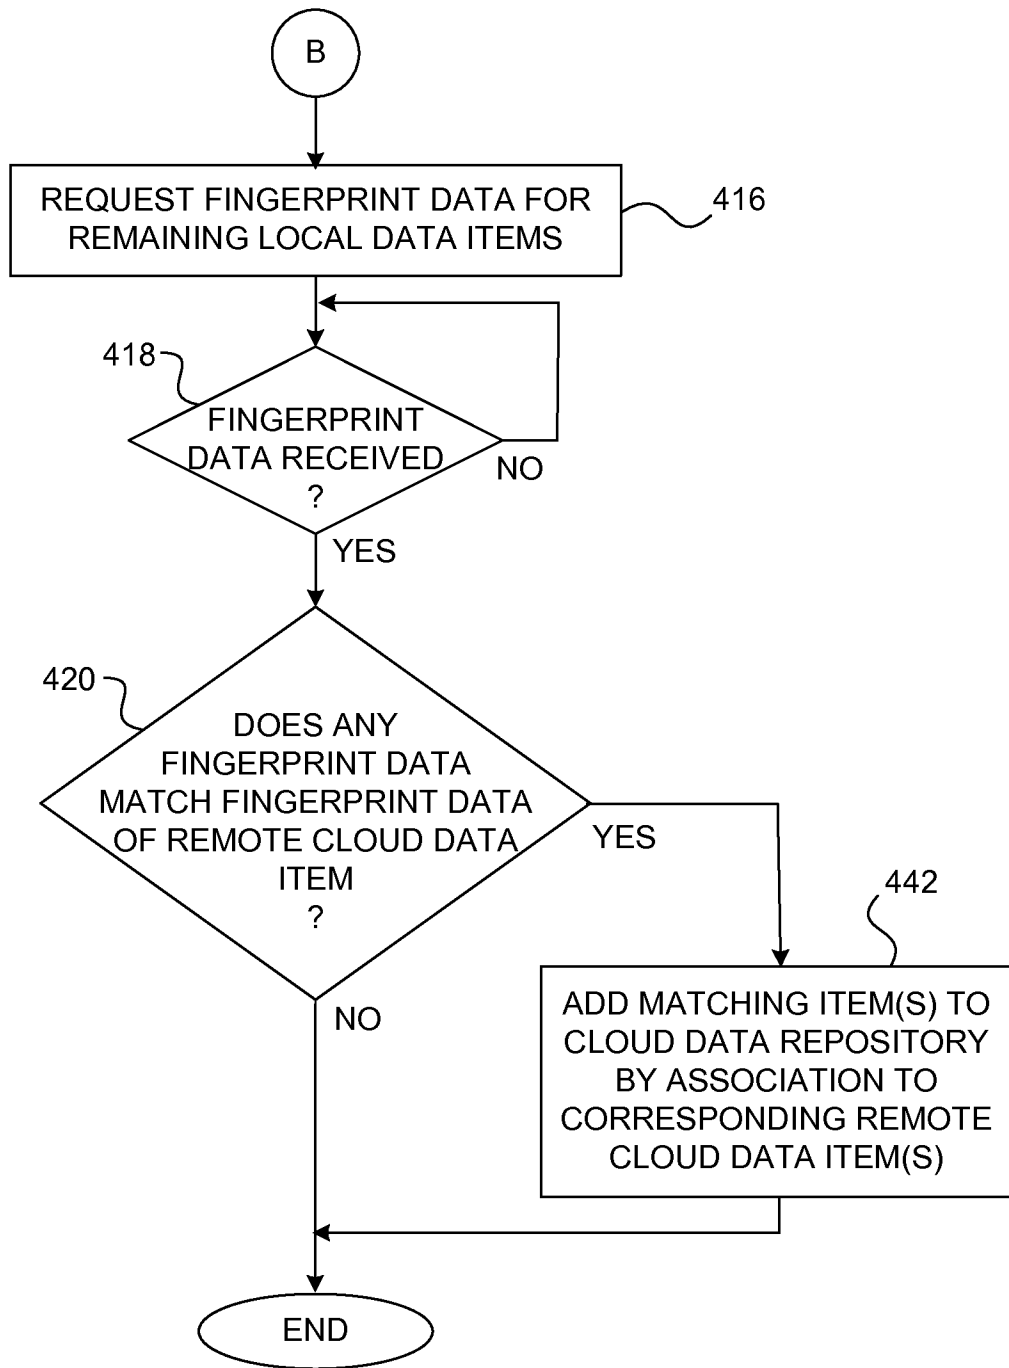 B
REQUEST FINGERPRINT DATA FOR
REMAINING LOCAL DATA ITEMS
416
418
FINGERPRINT
DATA RECEIVED
?
NO
YES
420
DOES ANY
FINGERPRINT DATA
MATCH FINGERPRINT DATA
OF REMOTE CLOUD DATA
ITEM
?
YES
NO
442
ADD MATCHING ITEM(S) TO
CLOUD DATA REPOSITORY
BY ASSOCIATION TO
CORRESPONDING REMOTE
CLOUD DATA ITEM(S)
END